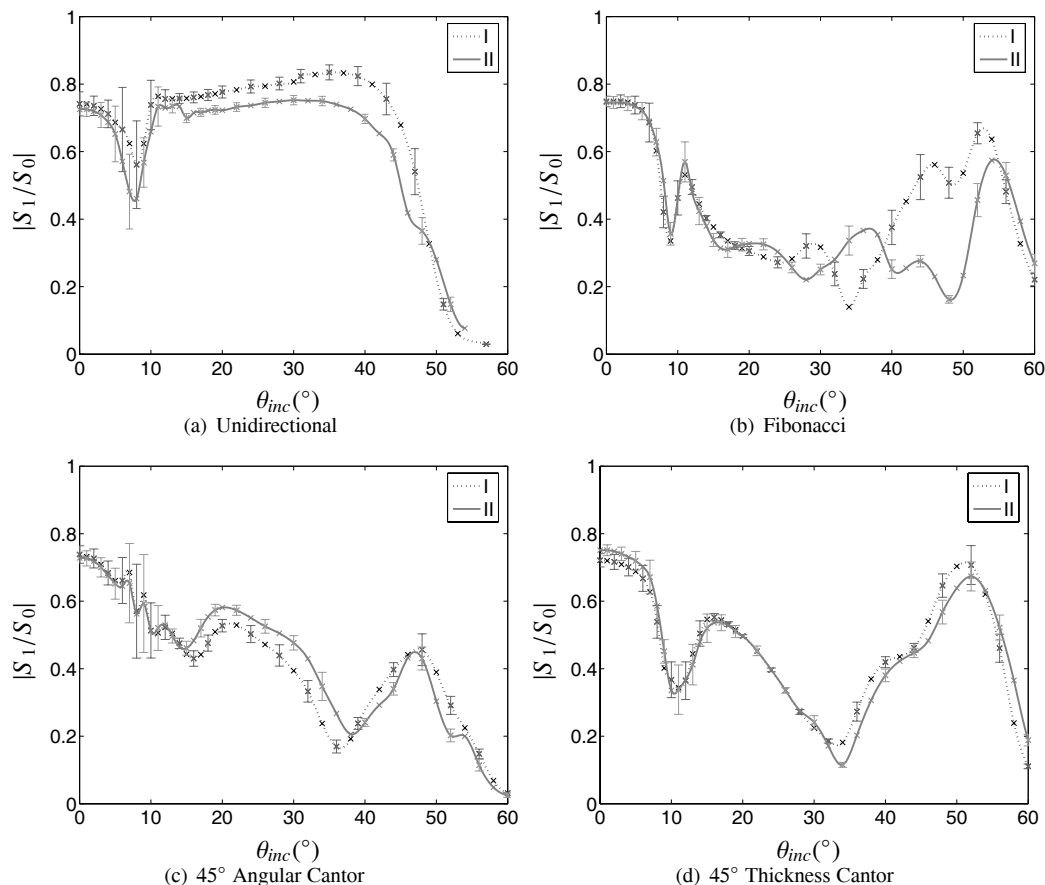 1
0.8
0.6
0.4
0.2
0
|S₁/S₀|
0 10 20 30 40 50 60
θinc(°)
I
II
(a) Unidirectional
1
0.8
0.6
0.4
0.2
0
|S₁/S₀|
0 10 20 30 40 50 60
θinc(°)
I
II
(b) Fibonacci
1
0.8
0.6
0.4
0.2
0
|S₁/S₀|
0 10 20 30 40 50 60
θinc(°)
I
II
(c) 45° Angular Cantor
1
0.8
0.6
0.4
0.2
0
|S₁/S₀|
0 10 20 30 40 50 60
θinc(°)
I
II
(d) 45° Thickness Cantor